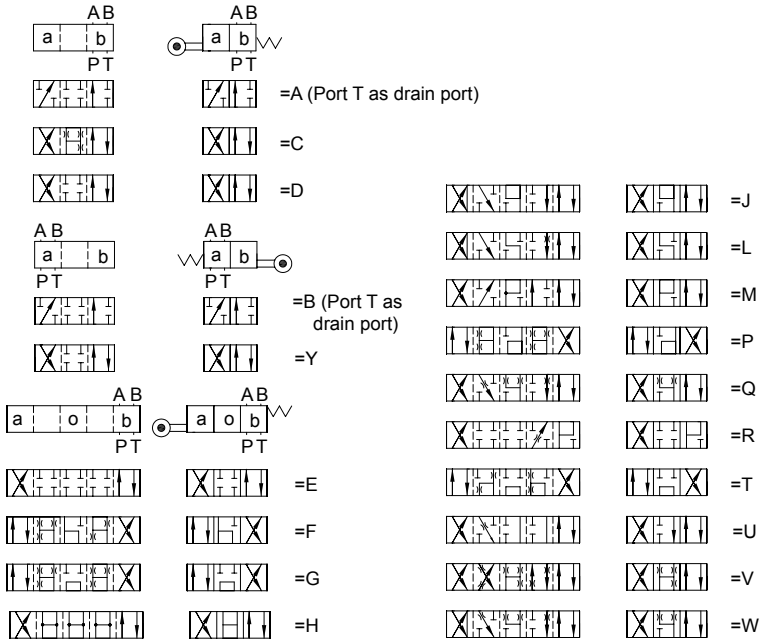 A B
A B
a b
a b
P T
P T
=A (Port T as drain port)
=C
=D
A B
A B
a b
a b
P T
P T
=B (Port T as
drain port)
=Y
A B
A B
a o b
a o b
P T
P T
=E
=F
=G
=H
=J
=L
=M
=P
=Q
=R
=T
=U
=V
=W